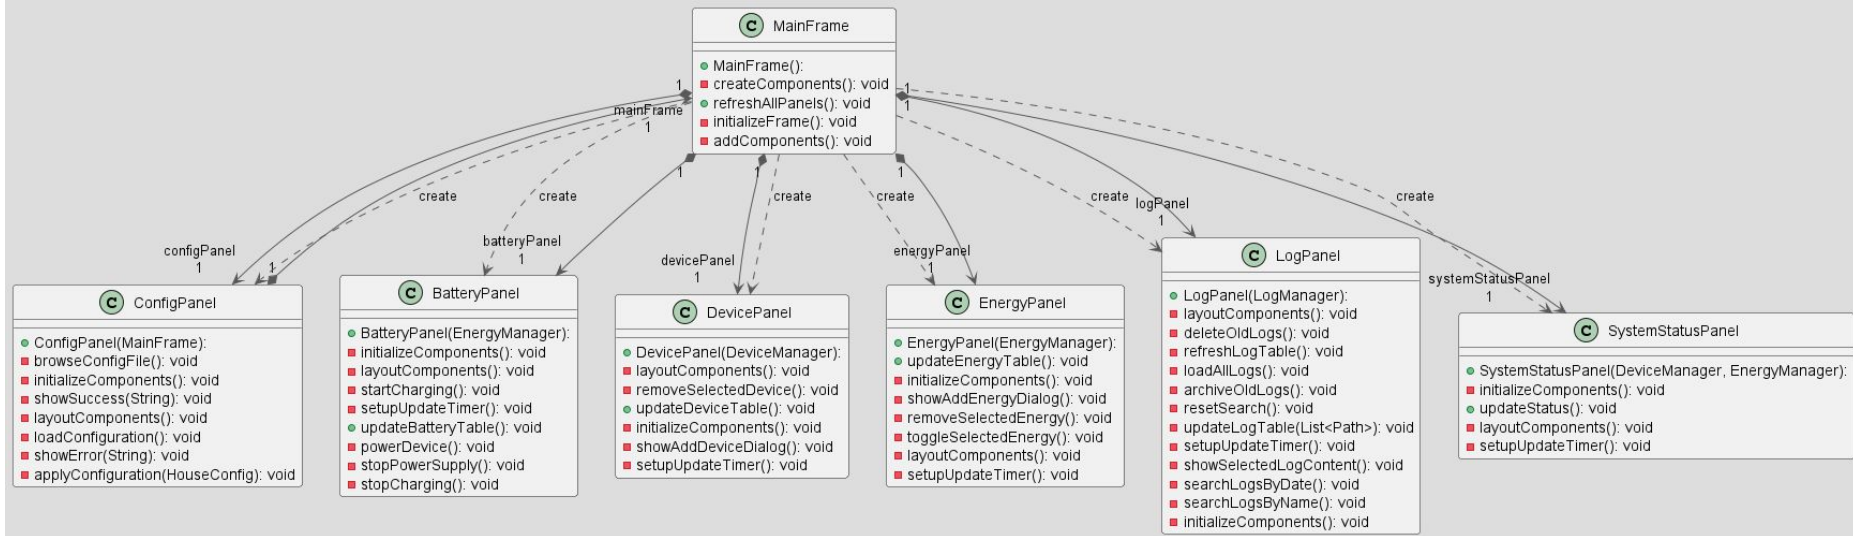 C MainFrame
MainFrame():
createComponents(): void
refreshAllPanels(): void
initializeFrame(): void
addComponents(): void
1
mainFrame
1
1
1
1
1
1
create
create
create
create
create
create
configPanel
1
1
batteryPanel
1
devicePanel
1
energyPanel
1
logPanel
1
systemStatusPanel
1
C ConfigPanel
ConfigPanel(MainFrame):
browseConfigFile(): void
initializeComponents(): void
showSuccess(String): void
layoutComponents(): void
loadConfiguration(): void
showError(String): void
applyConfiguration(HouseConfig): void
C BatteryPanel
BatteryPanel(EnergyManager):
initializeComponents(): void
layoutComponents(): void
startCharging(): void
setupUpdateTimer(): void
updateBatteryTable(): void
powerDevice(): void
stopPowerSupply(): void
stopCharging(): void
C DevicePanel
DevicePanel(DeviceManager):
layoutComponents(): void
removeSelectedDevice(): void
updateDeviceTable(): void
initializeComponents(): void
showAddDeviceDialog(): void
setupUpdateTimer(): void
C EnergyPanel
EnergyPanel(EnergyManager):
updateEnergyTable(): void
initializeComponents(): void
showAddEnergyDialog(): void
removeSelectedEnergy(): void
toggleSelectedEnergy(): void
layoutComponents(): void
setupUpdateTimer(): void
C LogPanel
LogPanel(LogManager):
layoutComponents(): void
deleteOldLogs(): void
refreshLogTable(): void
loadAllLogs(): void
archiveOldLogs(): void
resetSearch(): void
updateLogTable(List<Path>): void
setupUpdateTimer(): void
showSelectedLogContent(): void
searchLogsByDate(): void
searchLogsByName(): void
initializeComponents(): void
C SystemStatusPanel
SystemStatusPanel(DeviceManager, EnergyManager):
initializeComponents(): void
updateStatus(): void
layoutComponents(): void
setupUpdateTimer(): void